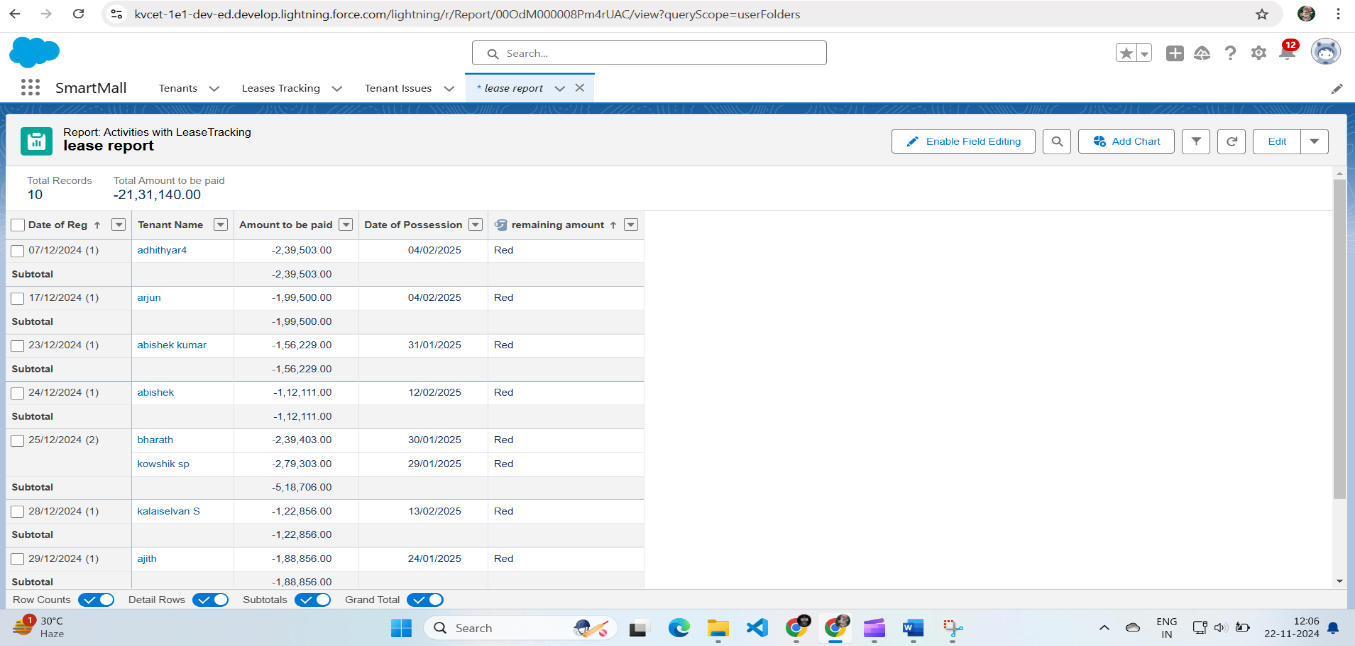 kvcet-1e1-dev-ed.develop.lightning.force.com/lightning/r/Report/00OdM000008Pm4rUAC/view?queryScope=userFolders
Search...
12
SmartMall Tenants Leases Tracking Tenant Issues * lease report
Report: Activities with LeaseTracking
lease report
Enable Field Editing Add Chart Edit
Total Records Total Amount to be paid
10 -21,31,140.00
Date of Reg ↑ Tenant Name Amount to be paid Date of Possession remaining amount ↑
07/12/2024 (1) adhithyar4 -2,39,503.00 04/02/2025 Red
Subtotal -2,39,503.00
17/12/2024 (1) arjun -1,99,500.00 04/02/2025 Red
Subtotal -1,99,500.00
23/12/2024 (1) abishek kumar -1,56,229.00 31/01/2025 Red
Subtotal -1,56,229.00
24/12/2024 (1) abishek -1,12,111.00 12/02/2025 Red
Subtotal -1,12,111.00
25/12/2024 (2) bharath -2,39,403.00 30/01/2025 Red
kowshik sp -2,79,303.00 29/01/2025 Red
Subtotal -5,18,706.00
28/12/2024 (1) kalaiselvan S -1,22,856.00 13/02/2025 Red
Subtotal -1,22,856.00
29/12/2024 (1) ajith -1,88,856.00 24/01/2025 Red
Subtotal -1,88,856.00
Row Counts Detail Rows Subtotals Grand Total
1 30°C
Haze
Search
ENG
IN
12:06
22-11-2024